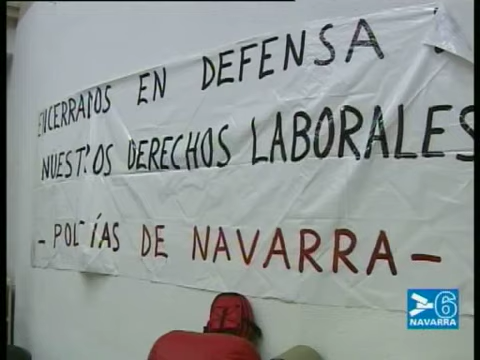 ENCERRADOS EN DEFENSA
NUESTROS DERECHOS LABORALES
- POLICÍAS DE NAVARRA -
6
NAVARRA